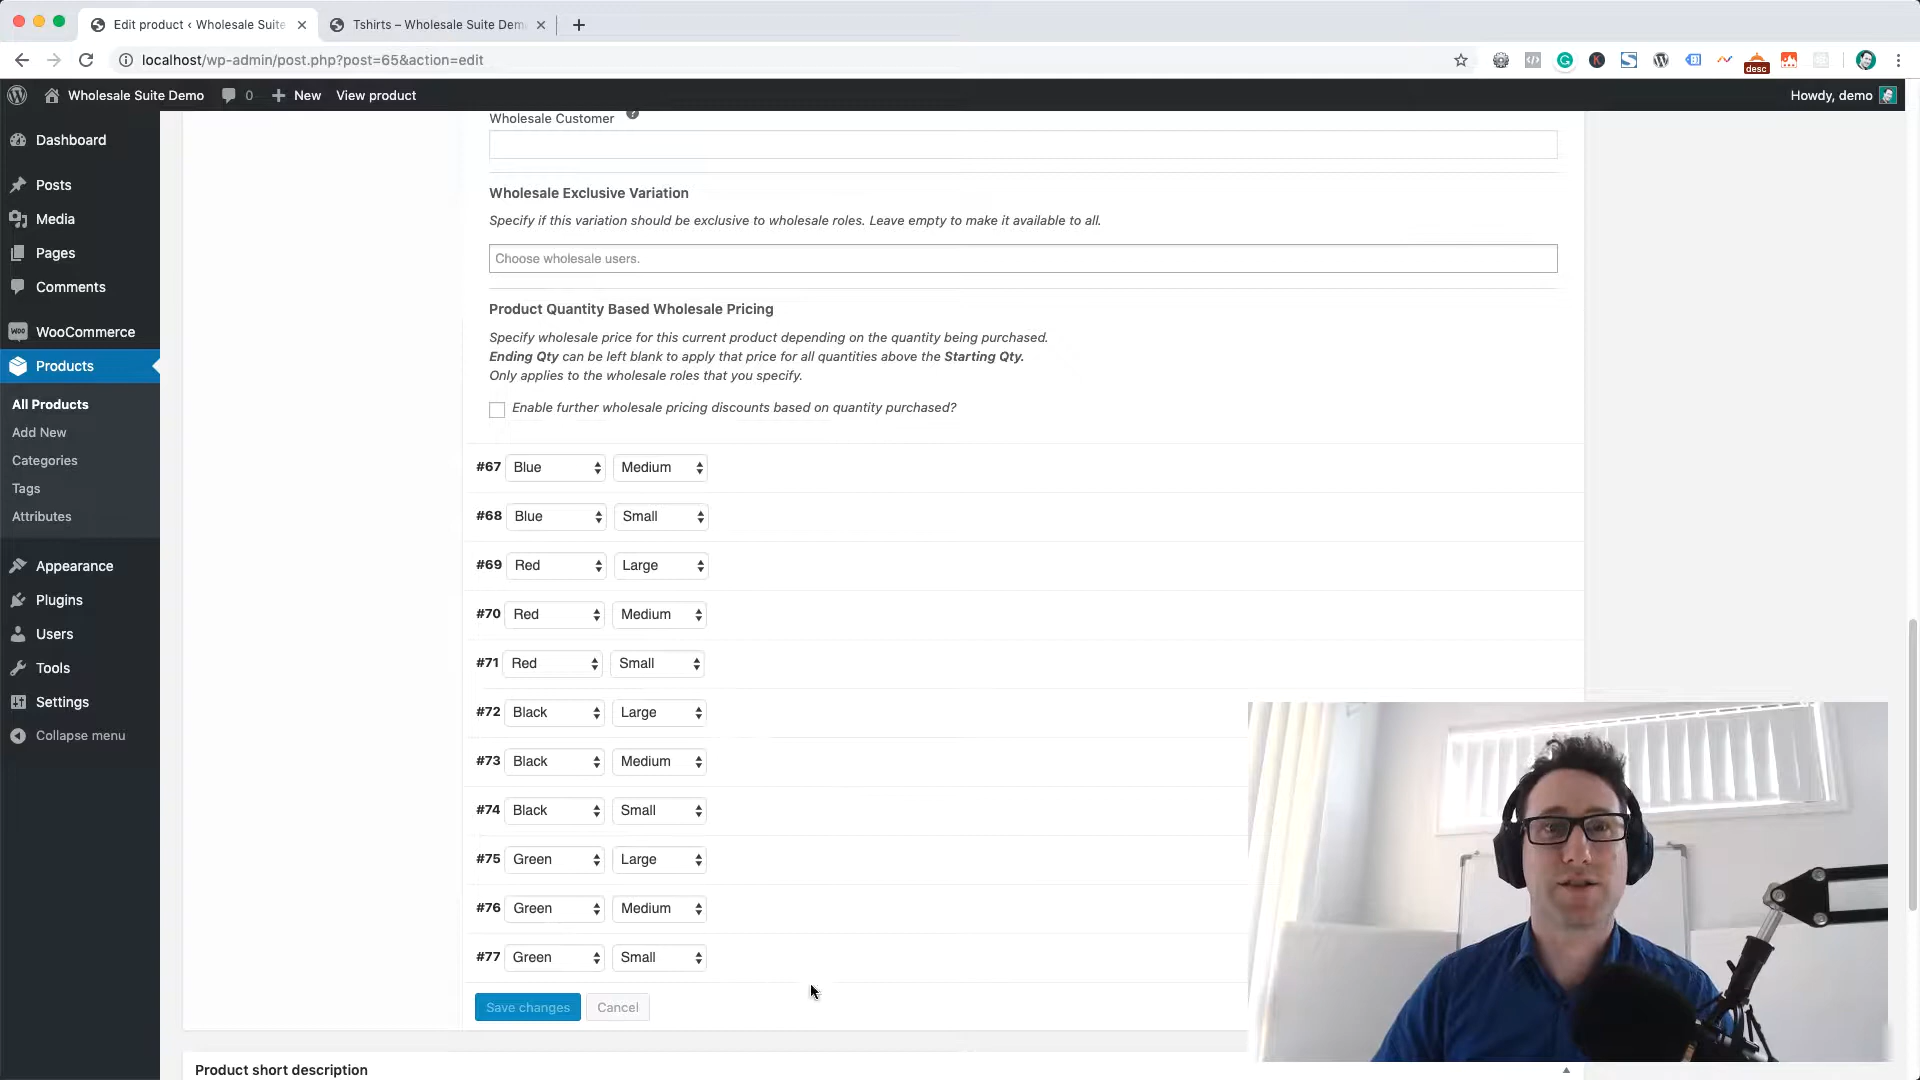 Edit product ‹ Wholesale Suite
Tshirts – Wholesale Suite Dem
localhost/wp-admin/post.php?post=65&action=edit
desc
Wholesale Suite Demo
0
New
View product
Howdy, demo
Dashboard
Posts
Media
Pages
Comments
WooCommerce
Products
All Products
Add New
Categories
Tags
Attributes
Appearance
Plugins
Users
Tools
Settings
Collapse menu
Wholesale Customer
Wholesale Exclusive Variation
Specify if this variation should be exclusive to wholesale roles. Leave empty to make it available to all.
Choose wholesale users.
Product Quantity Based Wholesale Pricing
Specify wholesale price for this current product depending on the quantity being purchased.
Ending Qty can be left blank to apply that price for all quantities above the Starting Qty.
Only applies to the wholesale roles that you specify.
Enable further wholesale pricing discounts based on quantity purchased?
#67 Blue Medium
#68 Blue Small
#69 Red Large
#70 Red Medium
#71 Red Small
#72 Black Large
#73 Black Medium
#74 Black Small
#75 Green Large
#76 Green Medium
#77 Green Small
Save changes Cancel
Product short description